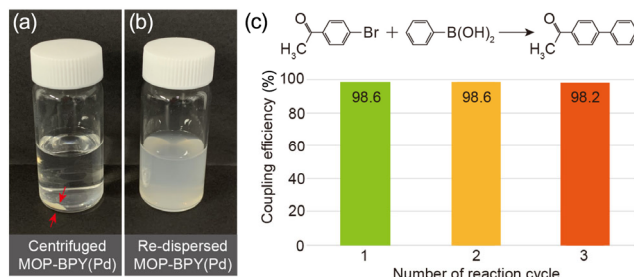 (a)
Centrifuged
MOP-BPY(Pd)
(b)
Re-dispersed
MOP-BPY(Pd)
(c)
O
H₃C
Br
+
B(OH)₂
O
H₃C
Coupling efficiency (%)
100
80
60
40
20
0
98.6
98.6
98.2
1
2
3
Number of reaction cycle